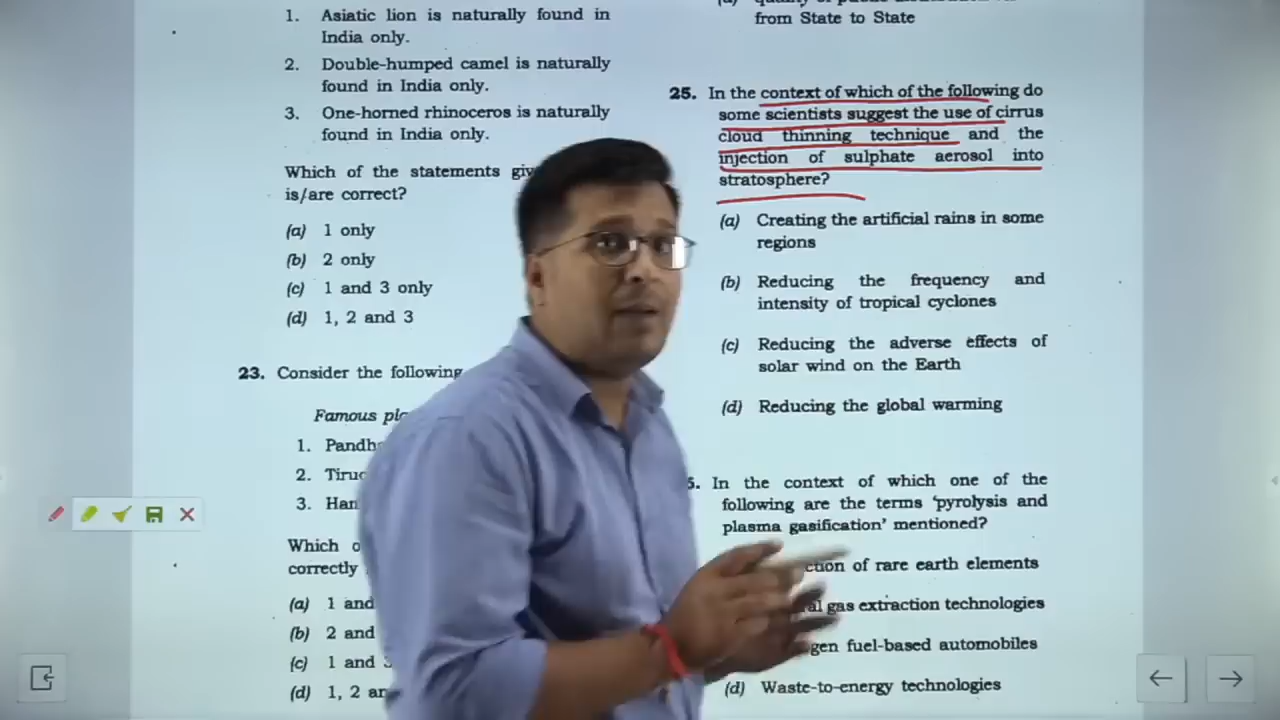 1. Asiatic lion is naturally found in
India only.
2. Double-humped camel is naturally
found in India only.
3. One-horned rhinoceros is naturally
found in India only.
Which of the statements
is/are correct?
(a) 1 only
(b) 2 only
(c) 1 and 3 only
(d) 1, 2 and 3
23. Consider the following
Famous
1.
2.
3.
Which
correctly
(a) 1 and
(b) 2 and
(c) 1 and
(d) 1, 2
from State to State
25. In the context of which of the following do
some scientists suggest the use of cirrus
cloud thinning technique and the
injection of sulphate aerosol into
stratosphere?
(a) Creating the artificial rains in some
regions
(b) Reducing the frequency and
intensity of tropical cyclones
(c) Reducing the adverse effects of
solar wind on the Earth
(d) Reducing the global warming
In the context of which one of the
following are the terms ‘pyrolysis and
plasma gasification’ mentioned?
of rare earth elements
gas extraction technologies
fuel-based automobiles
(d) Waste-to-energy technologies